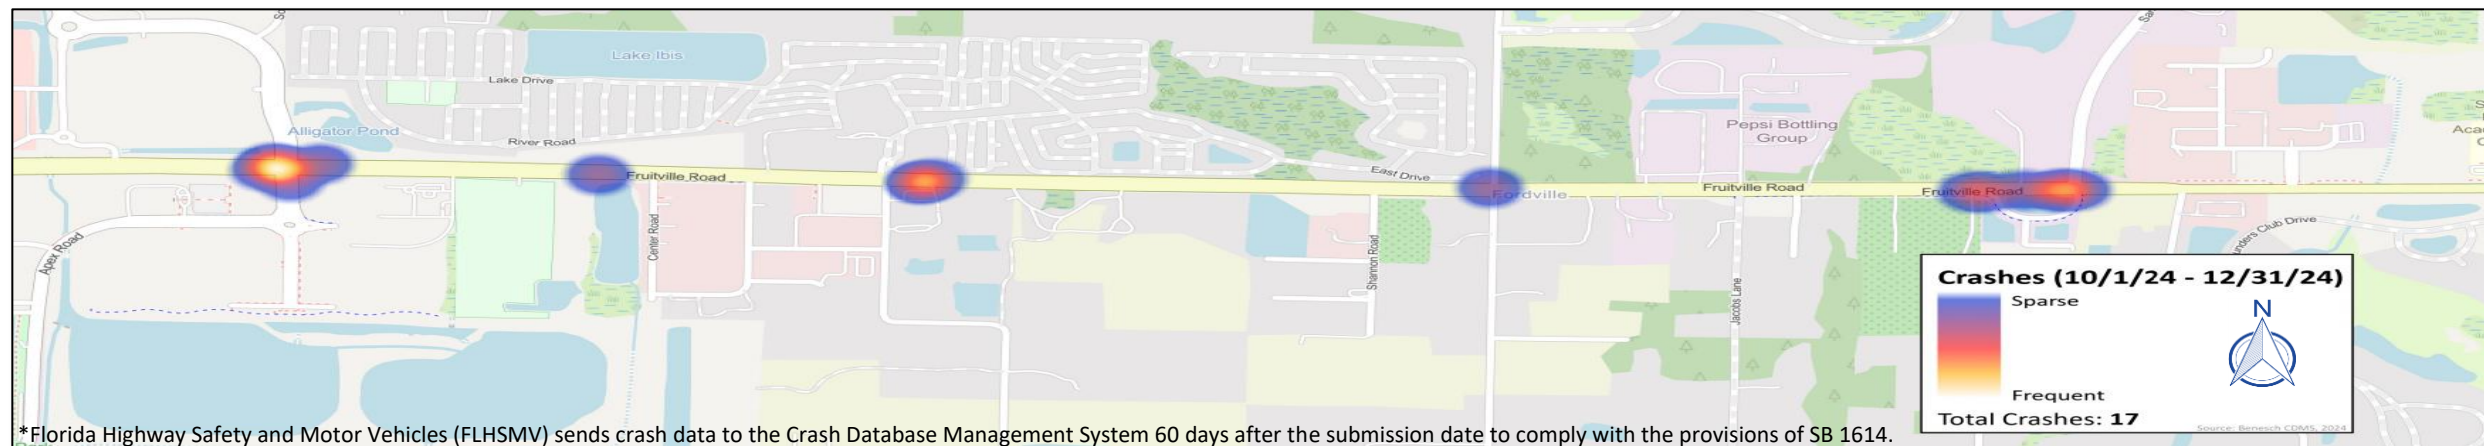 Lake Ibis
Lake Drive
Alligator Pond
River Road
Pepsi Bottling
Group
East Drive
Fruitville Road
Fordville
Fruitville Road
Fruitville Road
Apex Road
Center Road
Shannon Road
Jacobs Lane
Club Drive
Crashes (10/1/24 - 12/31/24)
Sparse
N
Frequent
Total Crashes: 17
Source: Benesch CDMS, 2024
*Florida Highway Safety and Motor Vehicles (FLHSMV) sends crash data to the Crash Database Management System 60 days after the submission date to comply with the provisions of SB 1614.